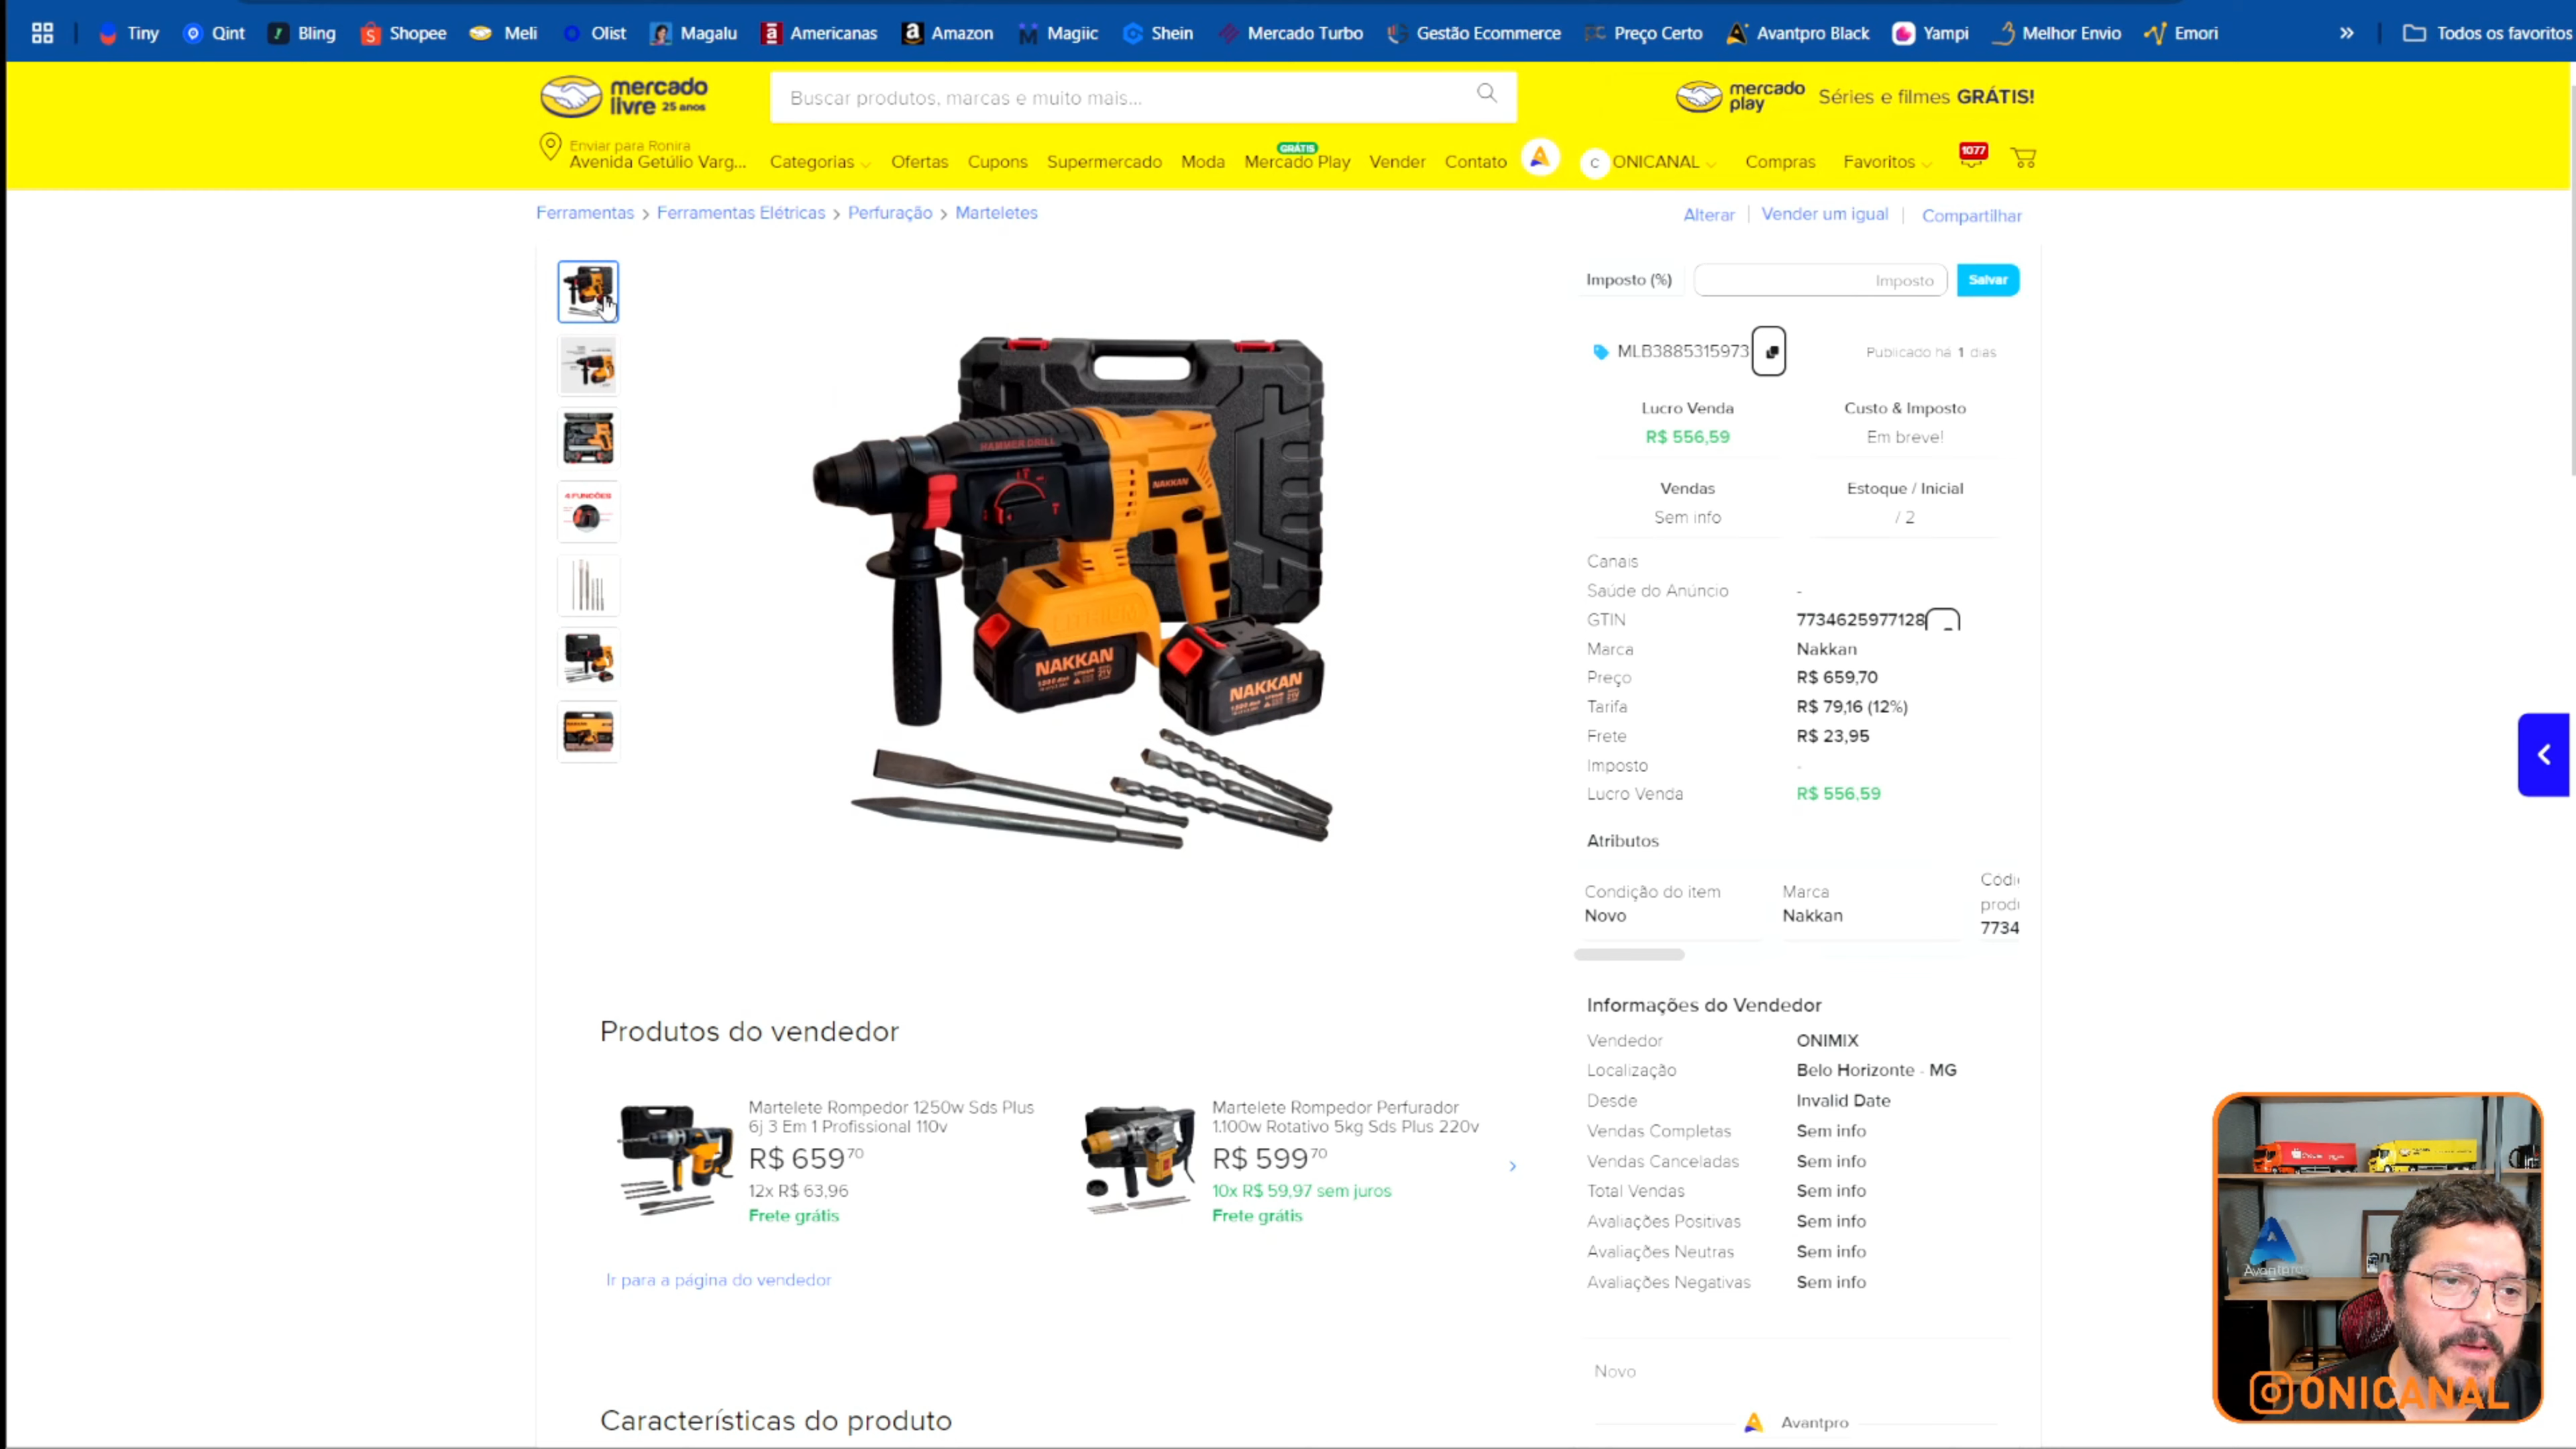 Tiny Qint Bling Shopee Meli Olist Magalu Americanas Amazon Magiic Shein Mercado Turbo Gestão Ecommerce Preço Certo Avantpro Black Yampi Melhor Envio Emori » Todos os favoritos
mercado livre 25 anos
Buscar produtos, marcas e muito mais...
mercado play Séries e filmes GRÁTIS!
Enviar para Ronira
Avenida Getúlio Varg...
GRÁTIS
Categorias Ofertas Cupons Supermercado Moda Mercado Play Vender Contato C ONICANAL Compras Favoritos 1077
Ferramentas > Ferramentas Elétricas > Perfuração > Marteletes
Alterar | Vender um igual | Compartilhar
4 FUNCÕES
HAMMER DRILL
NAKKAN
LITHIUM
NAKKAN
21V
NAKKAN
21V
Imposto (%) Imposto Salvar
MLB3885315973 Publicado há 1 dias
Lucro Venda Custo & Imposto
R$ 556,59 Em breve!
Vendas Estoque / Inicial
Sem info / 2
Canais
Saúde do Anúncio -
GTIN 7734625977128
Marca Nakkan
Preço R$ 659,70
Tarifa R$ 79,16 (12%)
Frete R$ 23,95
Imposto -
Lucro Venda R$ 556,59
Atributos
Condição do item Marca Códi
prod
Novo Nakkan 7734
Produtos do vendedor
Martelete Rompedor 1250w Sds Plus
6j 3 Em 1 Profissional 110v
R$ 659 70
12x R$ 63,96
Frete grátis
Martelete Rompedor Perfurador
1.100w Rotativo 5kg Sds Plus 220v
R$ 599 70
10x R$ 59,97 sem juros
Frete grátis
Ir para a página do vendedor
Características do produto
Informações do Vendedor
Vendedor ONIMIX
Localização Belo Horizonte - MG
Desde Invalid Date
Vendas Completas Sem info
Vendas Canceladas Sem info
Total Vendas Sem info
Avaliações Positivas Sem info
Avaliações Neutras Sem info
Avaliações Negativas Sem info
Novo
Avantpro
Avantpro
ONICANAL